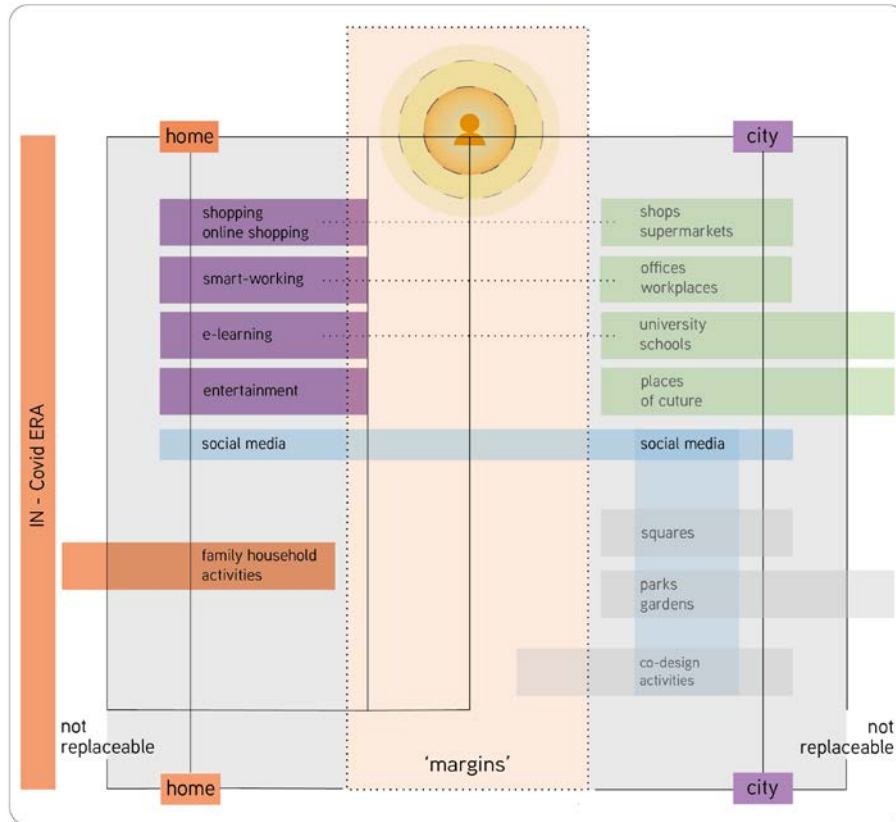 home
city
shopping
online shopping
shops
supermarkets
smart-working
offices
workplaces
e-learning
university
schools
entertainment
places
of cuture
social media
social media
IN - Covid ERA
squares
family household
activities
parks
gardens
co-design
activities
not
replaceable
not
replaceable
'margins'
home
city